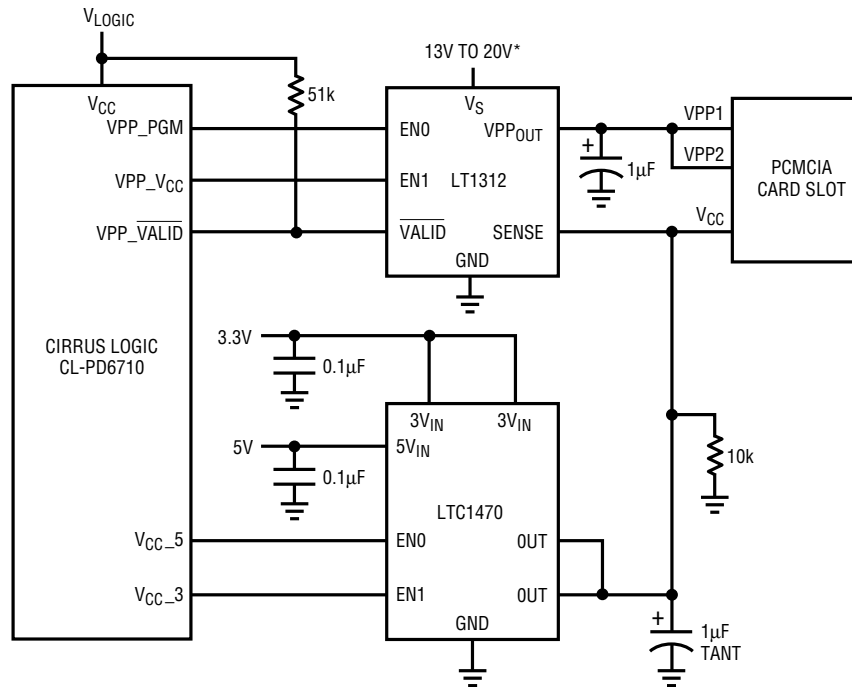 VLOGIC
13V TO 20V*
51k
VCC
VPP_PGM
VPP_VCC
VPP_VALID
CIRRUS LOGIC
CL-PD6710
VCC_5
VCC_3
VS
EN0
VPPOUT
EN1
LT1312
VALID
SENSE
GND
+
1µF
VPP1
VPP2
VCC
PCMCIA
CARD SLOT
3.3V
0.1µF
5V
0.1µF
3VIN
3VIN
5VIN
LTC1470
EN0
OUT
EN1
OUT
GND
10k
+
1µF
TANT